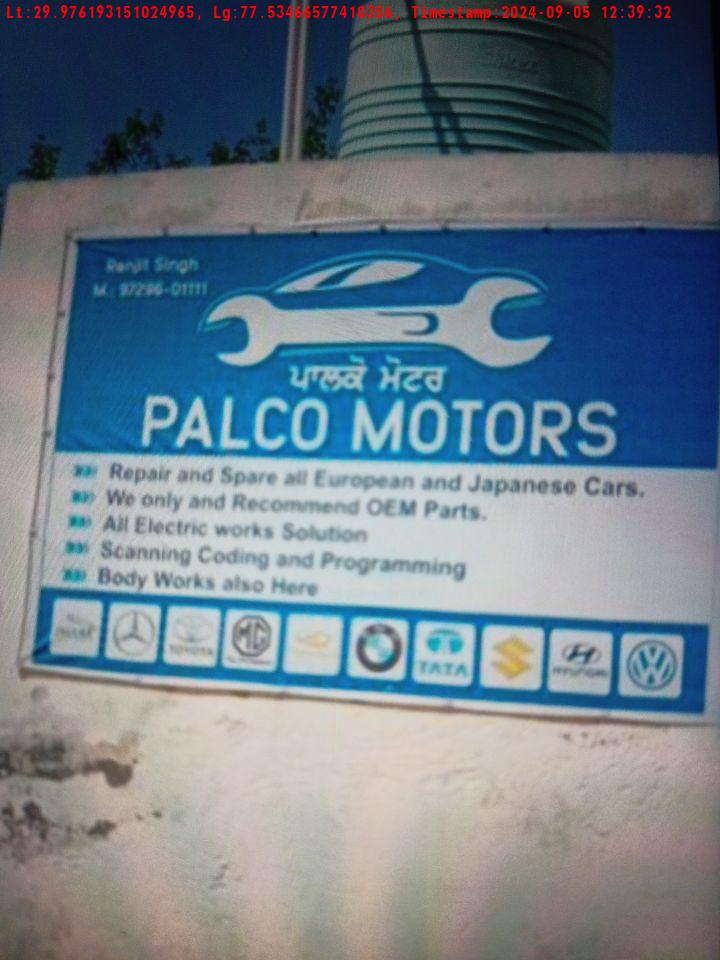 Lt:29.976193151024965, Lg:77.53466577410354, Timestamp:2024-09-05 12:39:32
Ranjit Singh
M.: 97296-01111
ਪਾਲਕੋ ਮੋਟਰ
PALCO MOTORS
Repair and Spare all European and Japanese Cars.
We only and Recommend OEM Parts.
All Electric works Solution
Scanning Coding and Programming
Body Works also Here
TOYOTA MG TATA HYUNDAI